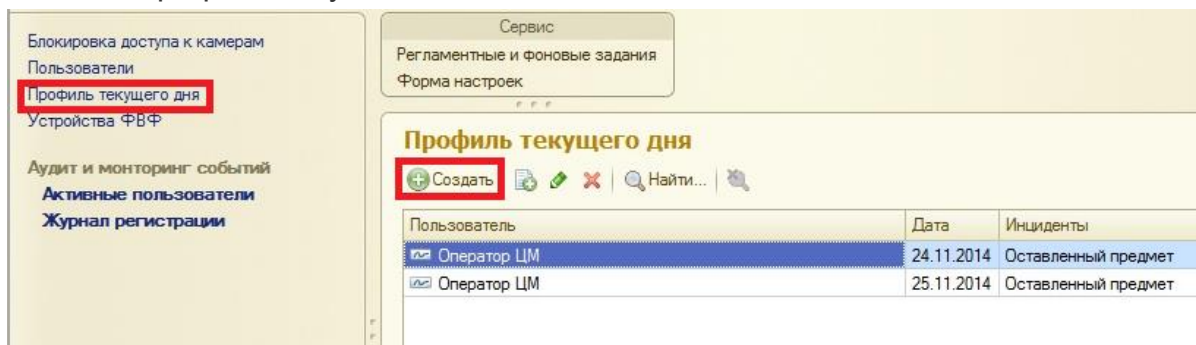 Блокировка доступа к камерам
Пользователи
Профиль текущего дня
Устройства ФВФ
Аудит и монторинг событий
Активные пользователи
Журнал регистрации
Сервис
Регламентные и фоновые задания
Форма настроек
Профиль текущего дня
Создать Найти...
Пользователь Дата Инциденты
Оператор ЦМ 24.11.2014 Оставленный предмет
Оператор ЦМ 25.11.2014 Оставленный предмет